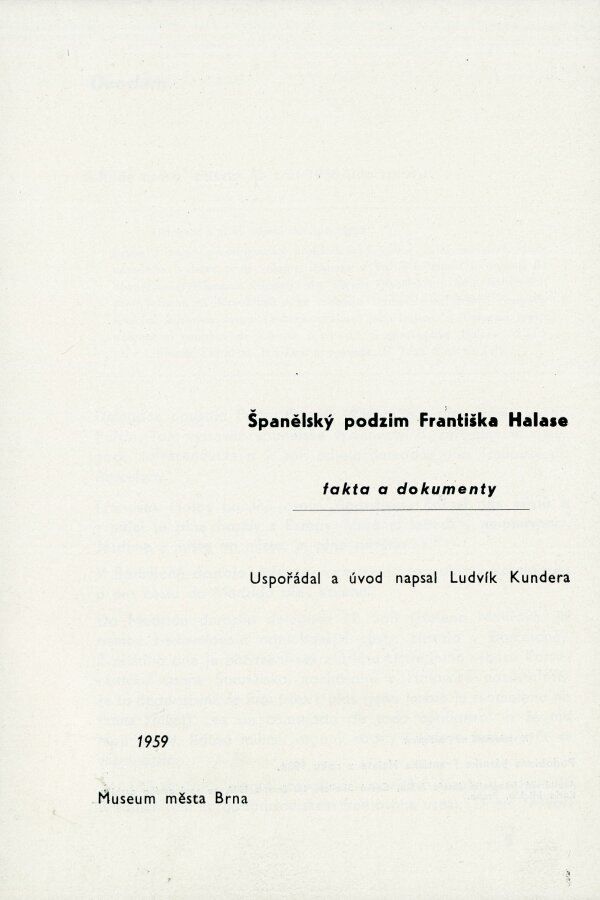 Španělský podzim Františka Halase
fakta a dokumenty
Uspořádal a úvod napsal Ludvík Kundera
1959
Museum města Brna